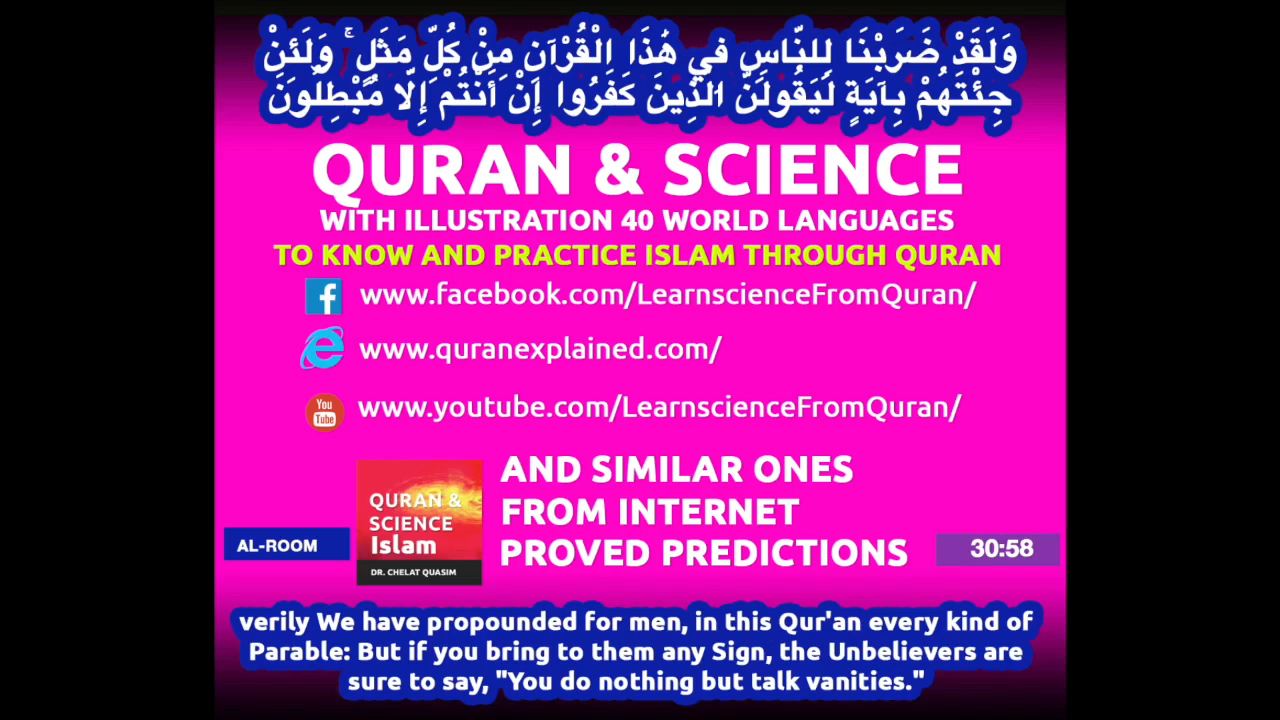 وَلَقَدْ ضَرَبْنَا لِلنَّاسِ فِي هَٰذَا الْقُرْآنِ مِنْ كُلِّ مَثَلٍ ۚ وَلَئِنْ
جِئْتَهُمْ بِآيَةٍ لَيَقُولَنَّ الَّذِينَ كَفَرُوا إِنْ أَنْتُمْ إِلَّا مُبْطِلُونَ
QURAN & SCIENCE
WITH ILLUSTRATION 40 WORLD LANGUAGES
TO KNOW AND PRACTICE ISLAM THROUGH QURAN
www.facebook.com/LearnscienceFromQuran/
www.quranexplained.com/
You
Tube
www.youtube.com/LearnscienceFromQuran/
AND SIMILAR ONES
FROM INTERNET
PROVED PREDICTIONS
QURAN &
SCIENCE
Islam
DR. CHELAT QUASIM
AL-ROOM
30:58
verily We have propounded for men, in this Qur'an every kind of
Parable: But if you bring to them any Sign, the Unbelievers are
sure to say, "You do nothing but talk vanities."